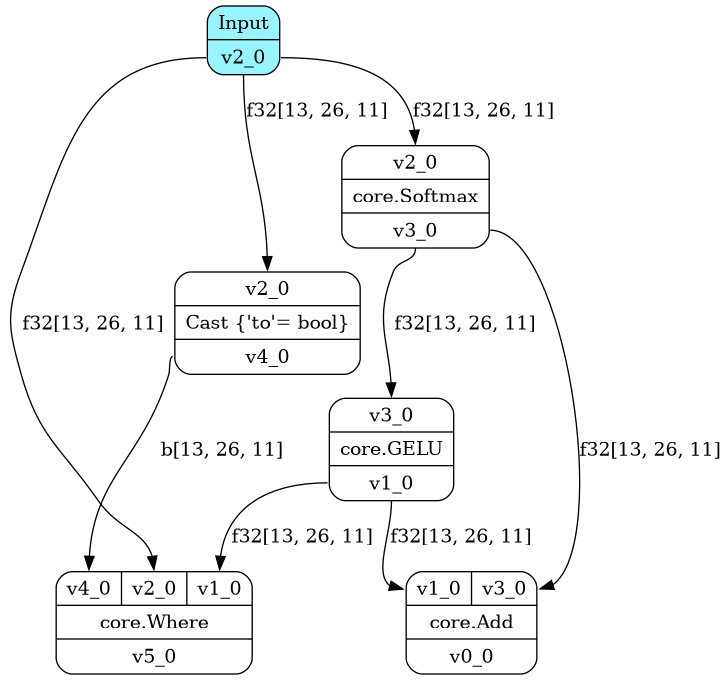 Input
v2_0
f32[13, 26, 11]
f32[13, 26, 11]
v2_0
core.Softmax
v3_0
v2_0
Cast {'to'= bool}
v4_0
f32[13, 26, 11]
f32[13, 26, 11]
v3_0
core.GELU
v1_0
b[13, 26, 11]
f32[13, 26, 11]
f32[13, 26, 11]
f32[13, 26, 11]
v4_0 v2_0 v1_0
core.Where
v5_0
v1_0 v3_0
core.Add
v0_0